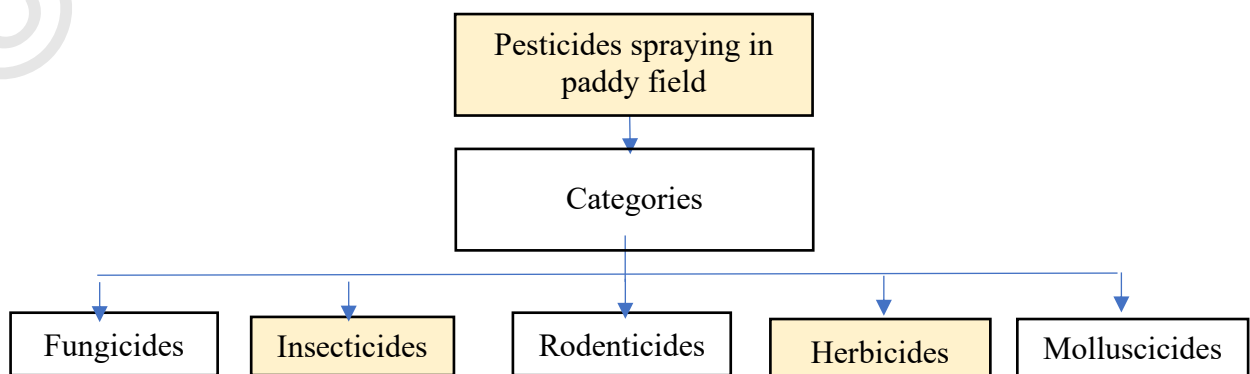 Pesticides spraying in
paddy field
Categories
Fungicides
Insecticides
Rodenticides
Herbicides
Molluscicides